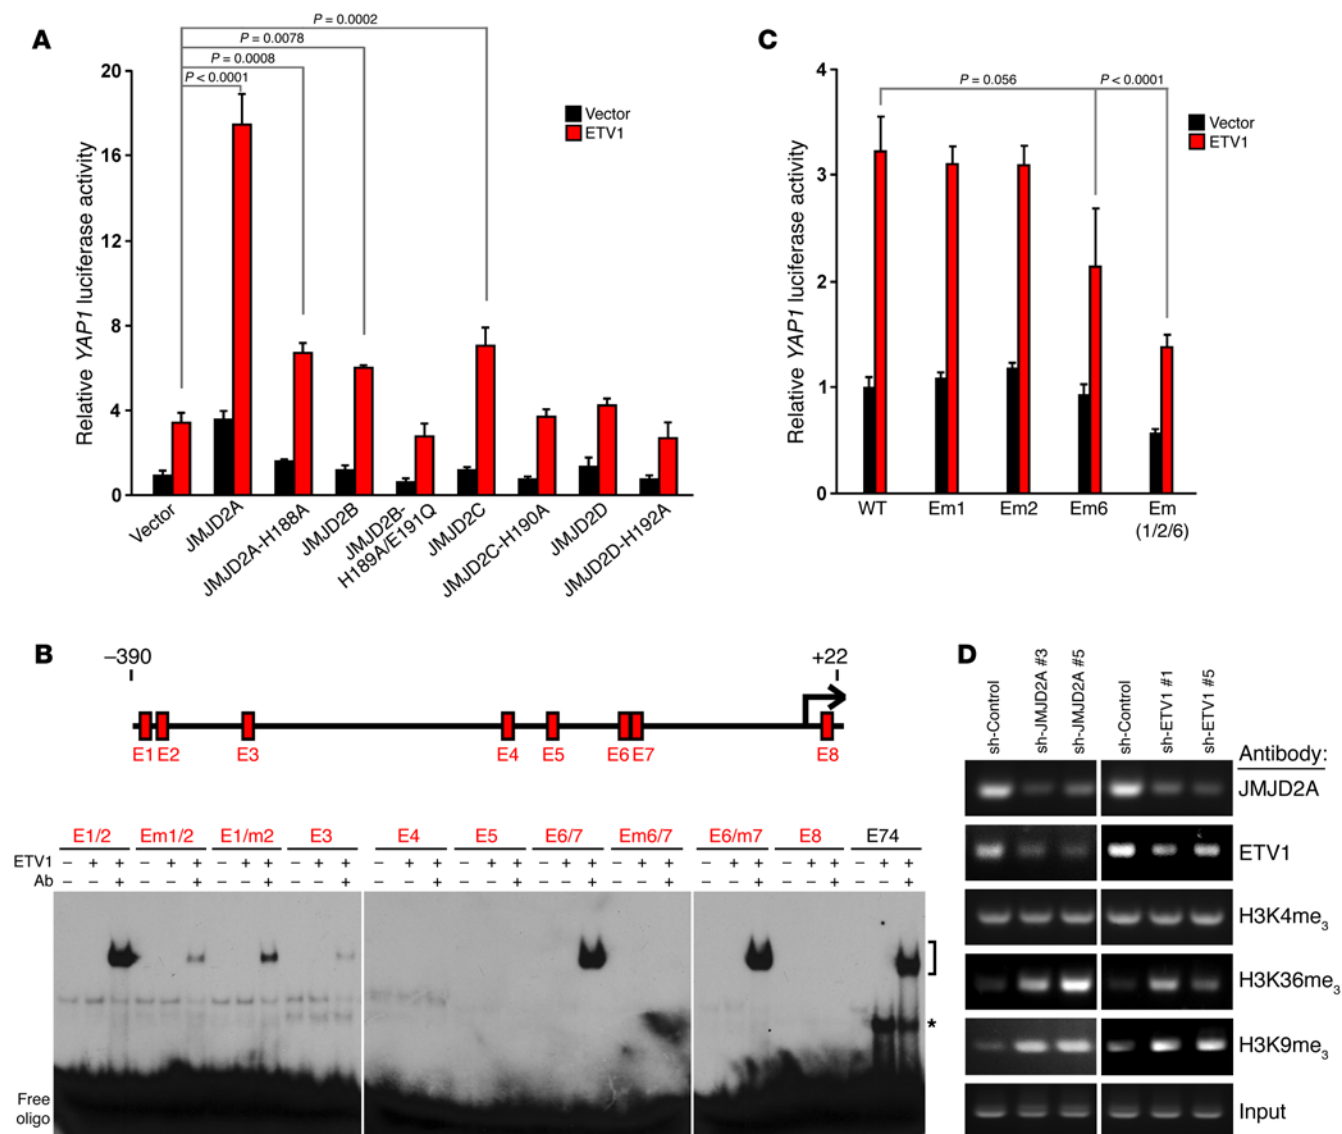 A
P = 0.0002
P = 0.0078
P = 0.0008
P < 0.0001
20
16
12
8
4
0
Relative YAP1 luciferase activity
Vector
ETV1
Vector
JMJD2A
JMJD2A-H188A
JMJD2B
JMJD2B-
H189A/E191Q
JMJD2C
JMJD2C-H190A
JMJD2D
JMJD2D-H192A
C
P = 0.056
P < 0.0001
4
3
2
1
0
Relative YAP1 luciferase activity
Vector
ETV1
WT
Em1
Em2
Em6
Em
(1/2/6)
B
–390
+22
E1 E2 E3 E4 E5 E6 E7 E8
E1/2 Em1/2 E1/m2 E3 E4 E5 E6/7 Em6/7 E6/m7 E8 E74
ETV1 – + + – + + – + + – + + – + + – + + – + + – + + – + + – + + – + +
Ab – – + – – + – – + – – + – – + – – + – – + – – + – – + – – + – – +
*
Free
oligo
D
sh-Control
sh-JMJD2A #3
sh-JMJD2A #5
sh-Control
sh-ETV1 #1
sh-ETV1 #5
Antibody:
JMJD2A
ETV1
H3K4me3
H3K36me3
H3K9me3
Input